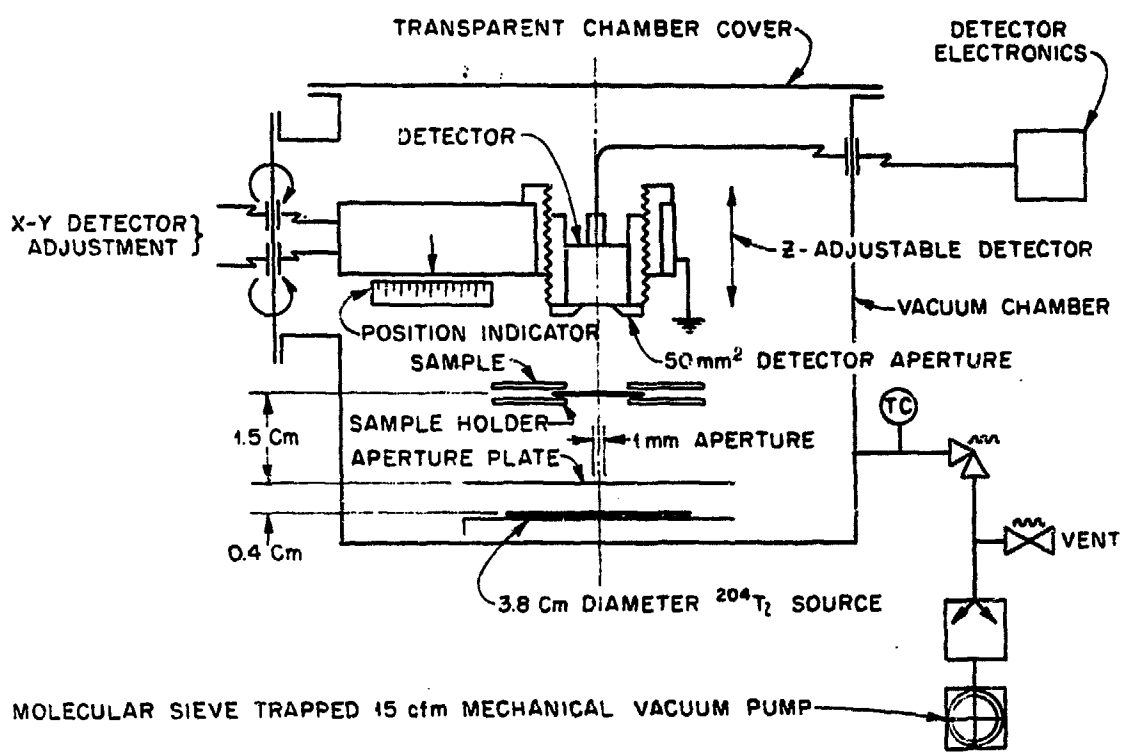 TRANSPARENT CHAMBER COVER
DETECTOR
ELECTRONICS
DETECTOR
X-Y DETECTOR
ADJUSTMENT
Z-ADJUSTABLE DETECTOR
VACUUM CHAMBER
POSITION INDICATOR
50mm² DETECTOR APERTURE
SAMPLE
TC
SAMPLE HOLDER
1.5 Cm
1mm APERTURE
APERTURE PLATE
0.4 Cm
VENT
3.8 Cm DIAMETER ²⁰⁴Tl SOURCE
MOLECULAR SIEVE TRAPPED 15 cfm MECHANICAL VACUUM PUMP